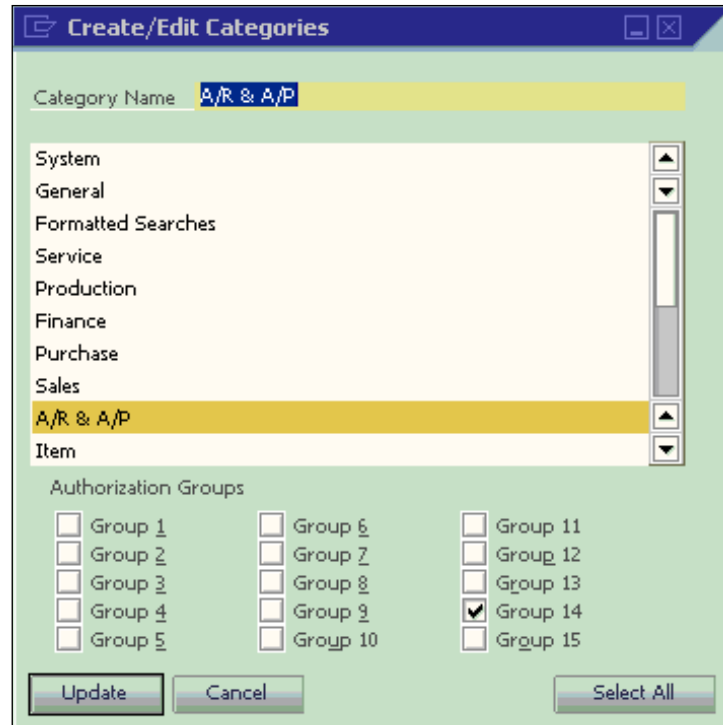 Create/Edit Categories
Category Name A/R & A/P
System
General
Formatted Searches
Service
Production
Finance
Purchase
Sales
A/R & A/P
Item
Authorization Groups
Group 1 Group 6 Group 11
Group 2 Group 7 Group 12
Group 3 Group 8 Group 13
Group 4 Group 9 Group 14
Group 5 Group 10 Group 15
Update Cancel Select All